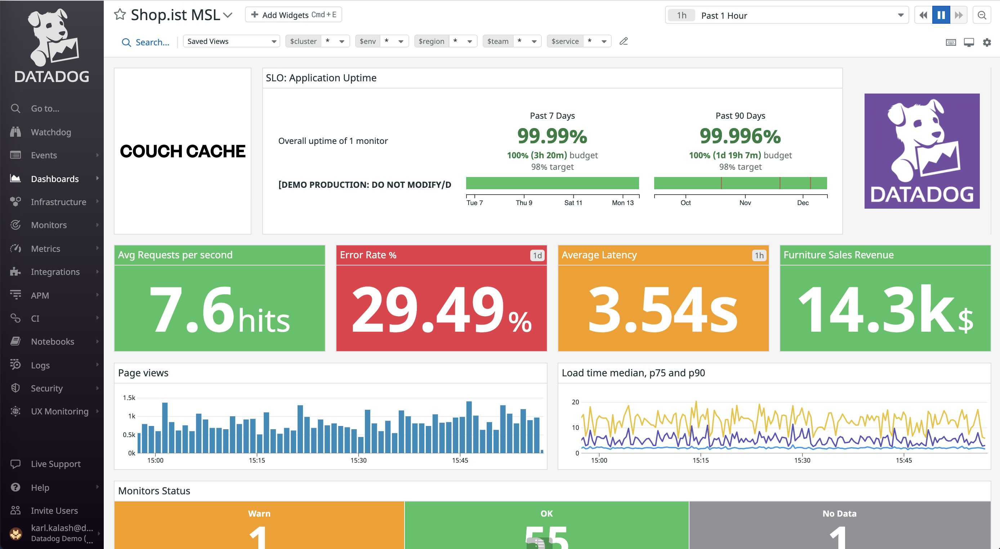 Shop.ist MSL
Add Widgets Cmd+E
1h Past 1 Hour
Search...
Saved Views
$cluster *
$env *
$region *
$team *
$service *
DATADOG
Go to...
Watchdog
Events
Dashboards
Infrastructure
Monitors
Metrics
Integrations
APM
CI
Notebooks
Logs
Security
UX Monitoring
Live Support
Help
Invite Users
karl.kalash@d...
Datadog Demo (...
COUCH CACHE
SLO: Application Uptime
Past 7 Days
Past 90 Days
Overall uptime of 1 monitor
99.99%
99.996%
100% (3h 20m) budget
100% (1d 19h 7m) budget
98% target
98% target
[DEMO PRODUCTION: DO NOT MODIFY/D
Tue 7 Thu 9 Sat 11 Mon 13
Oct Nov Dec
DATADOG
Avg Requests per second
7.6hits
Error Rate % 1d
29.49%
Average Latency 1h
3.54s
Furniture Sales Revenue
14.3k$
Page views
1.5k
1k
0.5k
0k
15:00 15:15 15:30 15:45
Load time median, p75 and p90
20
10
0
15:00 15:15 15:30 15:45
Monitors Status
Warn
1
OK
55
No Data
1